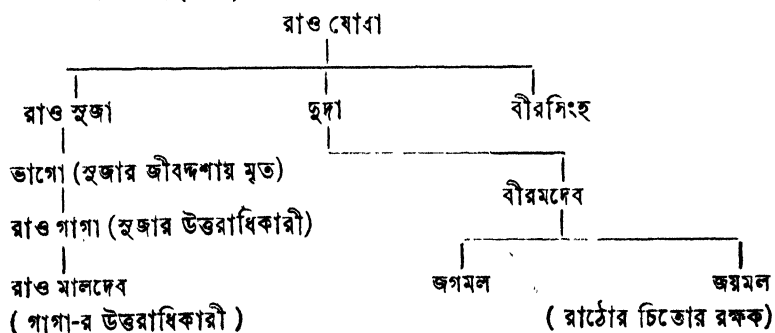 রাও যোধা
রাও সুজা দুদা বীরসিংহ
ভাগো (সুজার জীবদ্দশায় মৃত)
বীরমদেব
রাও গাগা (সুজার উত্তরাধিকারী)
রাও মালদেব জগমল জয়মল
( গাগা-র উত্তরাধিকারী ) ( রাঠোর চিতোর রক্ষক)